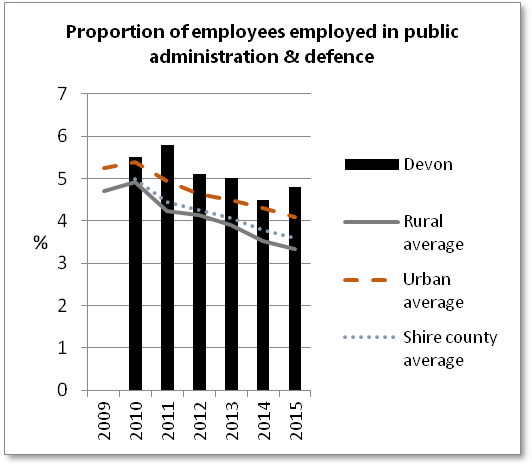 Proportion of employees employed in public
administration & defence
7
6
5
4
3
2
1
0
%
2009
2010
2011
2012
2013
2014
2015
Devon
Rural
average
Urban
average
Shire county
average